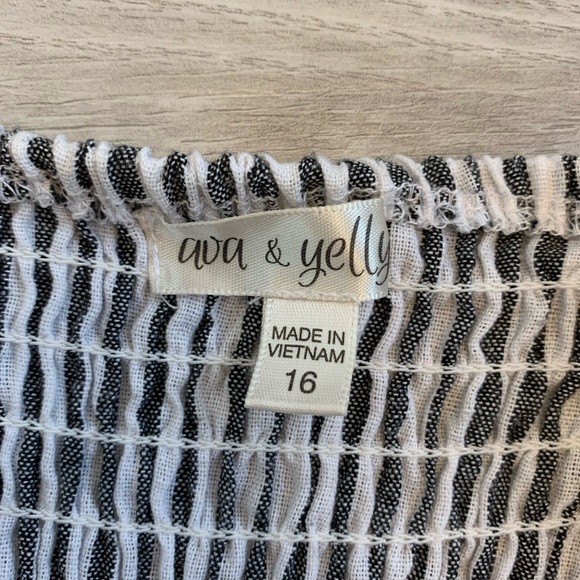 ava & yelly
MADE IN
VIETNAM
16